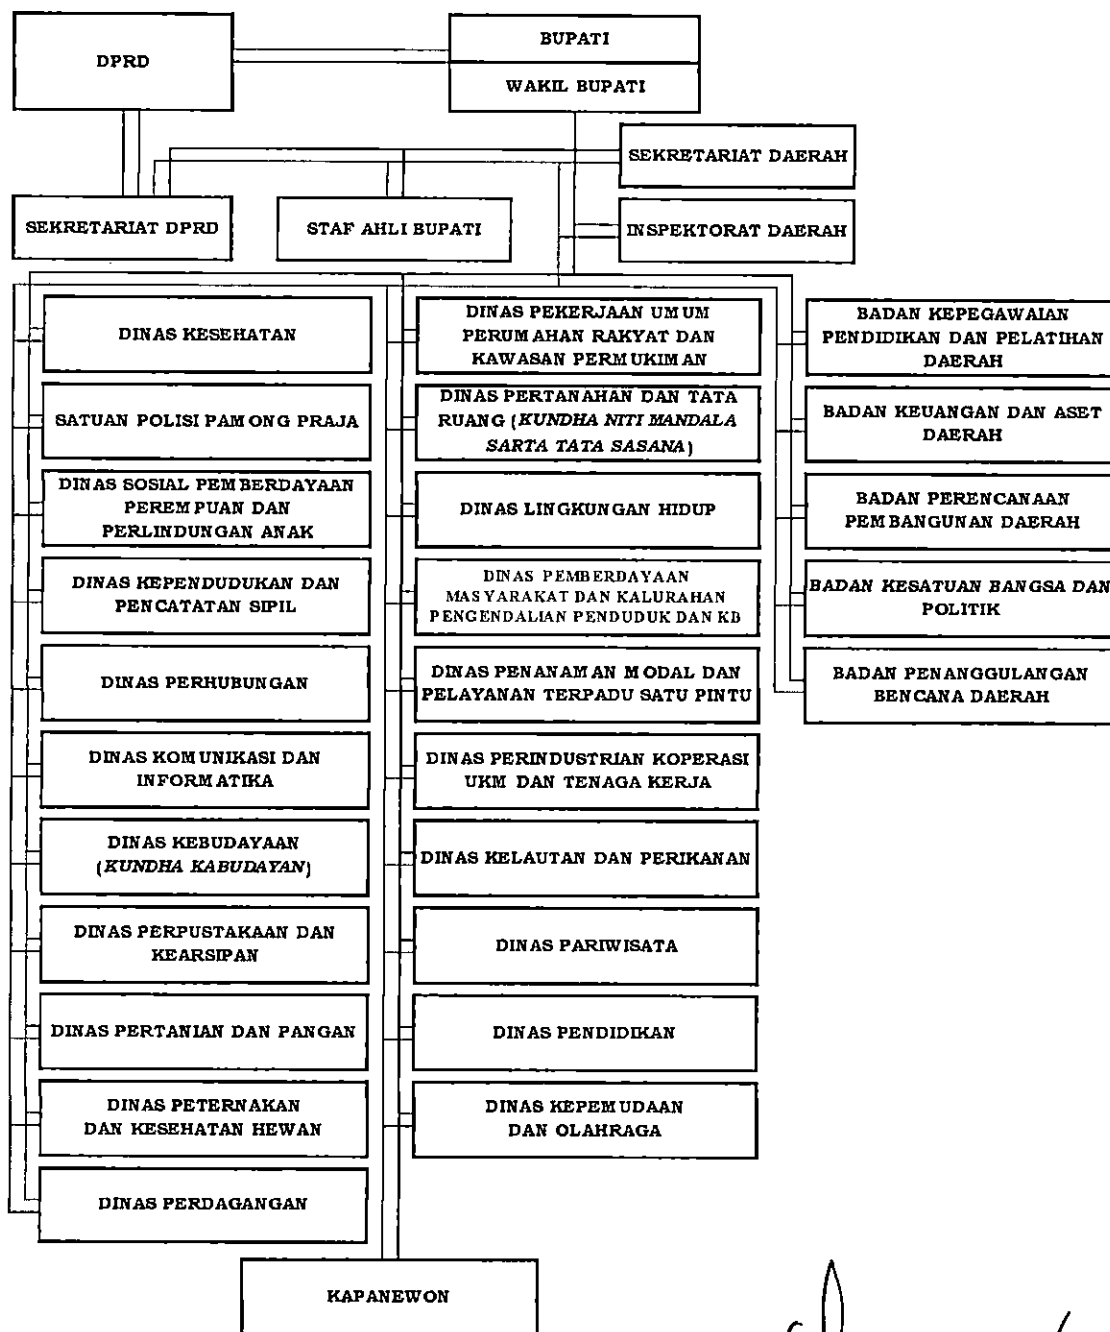 DPRD
BUPATI
WAKIL BUPATI
SEKRETARIAT DAERAH
SEKRETARIAT DPRD
STAF AHLI BUPATI
INSPEKTORAT DAERAH
DINAS KESEHATAN
SATUAN POLISI PAMONG PRAJA
DINAS SOSIAL PEMBERDAYAAN
PEREMPUAN DAN
PERLINDUNGAN ANAK
DINAS KEPENDUDUKAN DAN
PENCATATAN SIPIL
DINAS PERHUBUNGAN
DINAS KOMUNIKASI DAN
INFORMATIKA
DINAS KEBUDAYAAN
(KUNDHA KABUDAYAN)
DINAS PERPUSTAKAAN DAN
KEARSIPAN
DINAS PERTANIAN DAN PANGAN
DINAS PETERNAKAN
DAN KESEHATAN HEWAN
DINAS PERDAGANGAN
DINAS PEKERJAAN UMUM
PERUMAHAN RAKYAT DAN
KAWASAN PERMUKIMAN
DINAS PERTANAHAN DAN TATA
RUANG (KUNDHA NITI MANDALA
SARTA TATA SASANA)
DINAS LINGKUNGAN HIDUP
DINAS PEMBERDAYAAN
MASYARAKAT DAN KALURAHAN
PENGENDALIAN PENDUDUK DAN KB
DINAS PENANAMAN MODAL DAN
PELAYANAN TERPADU SATU PINTU
DINAS PERINDUSTRIAN KOPERASI
UKM DAN TENAGA KERJA
DINAS KELAUTAN DAN PERIKANAN
DINAS PARIWISATA
DINAS PENDIDIKAN
DINAS KEPEMUDAAN
DAN OLAHRAGA
BADAN KEPEGAWAIAN
PENDIDIKAN DAN PELATIHAN
DAERAH
BADAN KEUANGAN DAN ASET
DAERAH
BADAN PERENCANAAN
PEMBANGUNAN DAERAH
BADAN KESATUAN BANGSA DAN
POLITIK
BADAN PENANGGULANGAN
BENCANA DAERAH
KAPANEWON